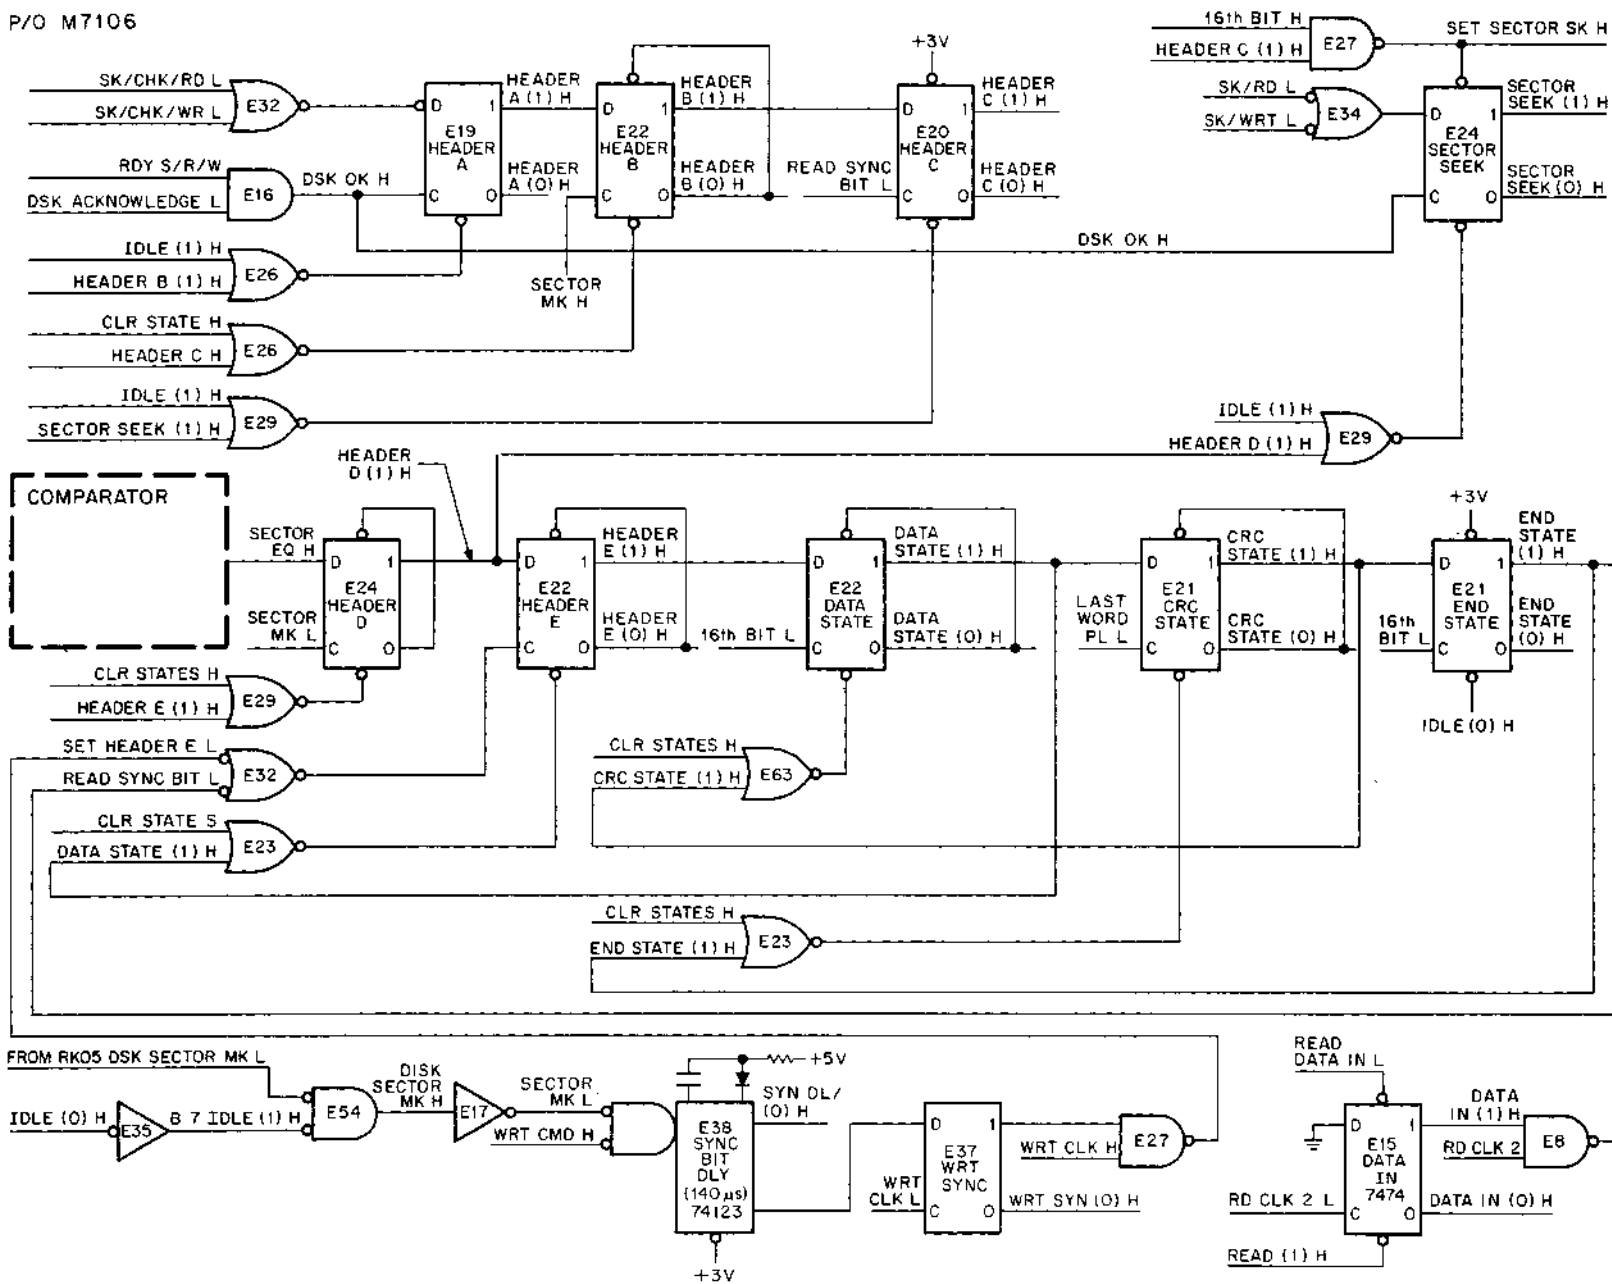 P/O M7106
SK/CHK/RD L
SK/CHK/WR L
E32
RDY S/R/W
DSK ACKNOWLEDGE L
E16
DSK OK H
IDLE (1) H
HEADER B (1) H
E26
CLR STATE H
HEADER C H
E26
IDLE (1) H
SECTOR SEEK (1) H
E29
D 1
E19
HEADER
A
C 0
HEADER
A (1) H
HEADER
A (0) H
D 1
E22
HEADER
B
C 0
SECTOR
MK H
HEADER
B (1) H
HEADER
B (0) H
+3V
READ SYNC
BIT L
D 1
E20
HEADER
C
C 0
HEADER
C (1) H
HEADER
C (0) H
DSK OK H
16th BIT H
HEADER C (1) H
E27
SET SECTOR SK H
SK/RD L
SK/WRT L
E34
D 1
E24
SECTOR
SEEK
C 0
SECTOR
SEEK (1) H
SECTOR
SEEK (0) H
IDLE (1) H
HEADER D (1) H
E29
COMPARATOR
HEADER
D (1) H
SECTOR
EQ H
SECTOR
MK L
D 1
E24
HEADER
D
C 0
D 1
E22
HEADER
E
C 0
HEADER
E (1) H
HEADER
E (0) H
16th BIT L
D 1
E22
DATA
STATE
C 0
DATA
STATE (1) H
DATA
STATE (0) H
LAST
WORD
PL L
D 1
E21
CRC
STATE
C 0
CRC
STATE (1) H
CRC
STATE (0) H
+3V
16th
BIT L
D 1
E21
END
STATE
C 0
END
STATE
(1) H
END
STATE
(0) H
IDLE (0) H
CLR STATES H
HEADER E (1) H
E29
SET HEADER E L
READ SYNC BIT L
E32
CLR STATE S
DATA STATE (1) H
E23
CLR STATES H
CRC STATE (1) H
E63
CLR STATES H
END STATE (1) H
E23
FROM RK05 DSK SECTOR MK L
IDLE (0) H
E35
B 7 IDLE (1) H
E54
DISK
SECTOR
MK H
E17
SECTOR
MK L
WRT CMD H
+5V
E38
SYNC
BIT
DLY
(140 µs)
74123
+3V
SYN DL/
(0) H
WRT
CLK L
D 1
E37
WRT
SYNC
C 0
WRT CLK H
E27
WRT SYN (0) H
READ
DATA IN L
D 1
E15
DATA
IN
7474
C 0
RD CLK 2 L
READ (1) H
DATA
IN (1) H
RD CLK 2
E8
DATA IN (0) H